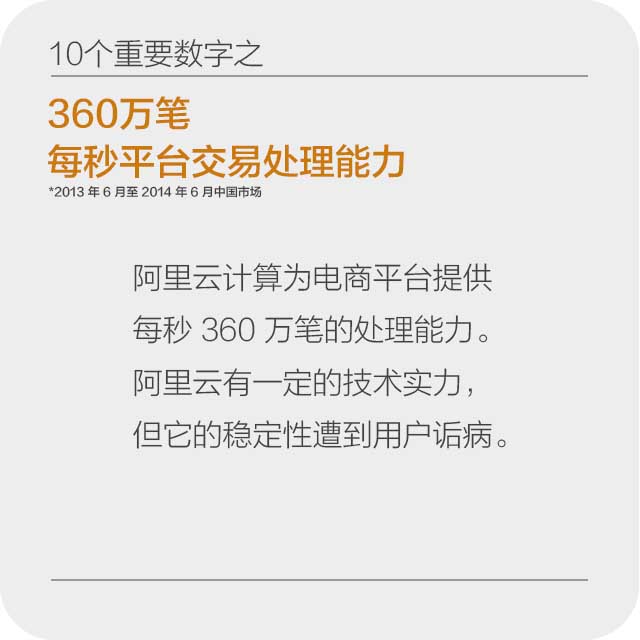 10个重要数字之
360万笔
每秒平台交易处理能力
*2013 年 6 月至 2014 年 6 月中国市场
阿里云计算为电商平台提供
每秒 360 万笔的处理能力。
阿里云有一定的技术实力，
但它的稳定性遭到用户诟病。